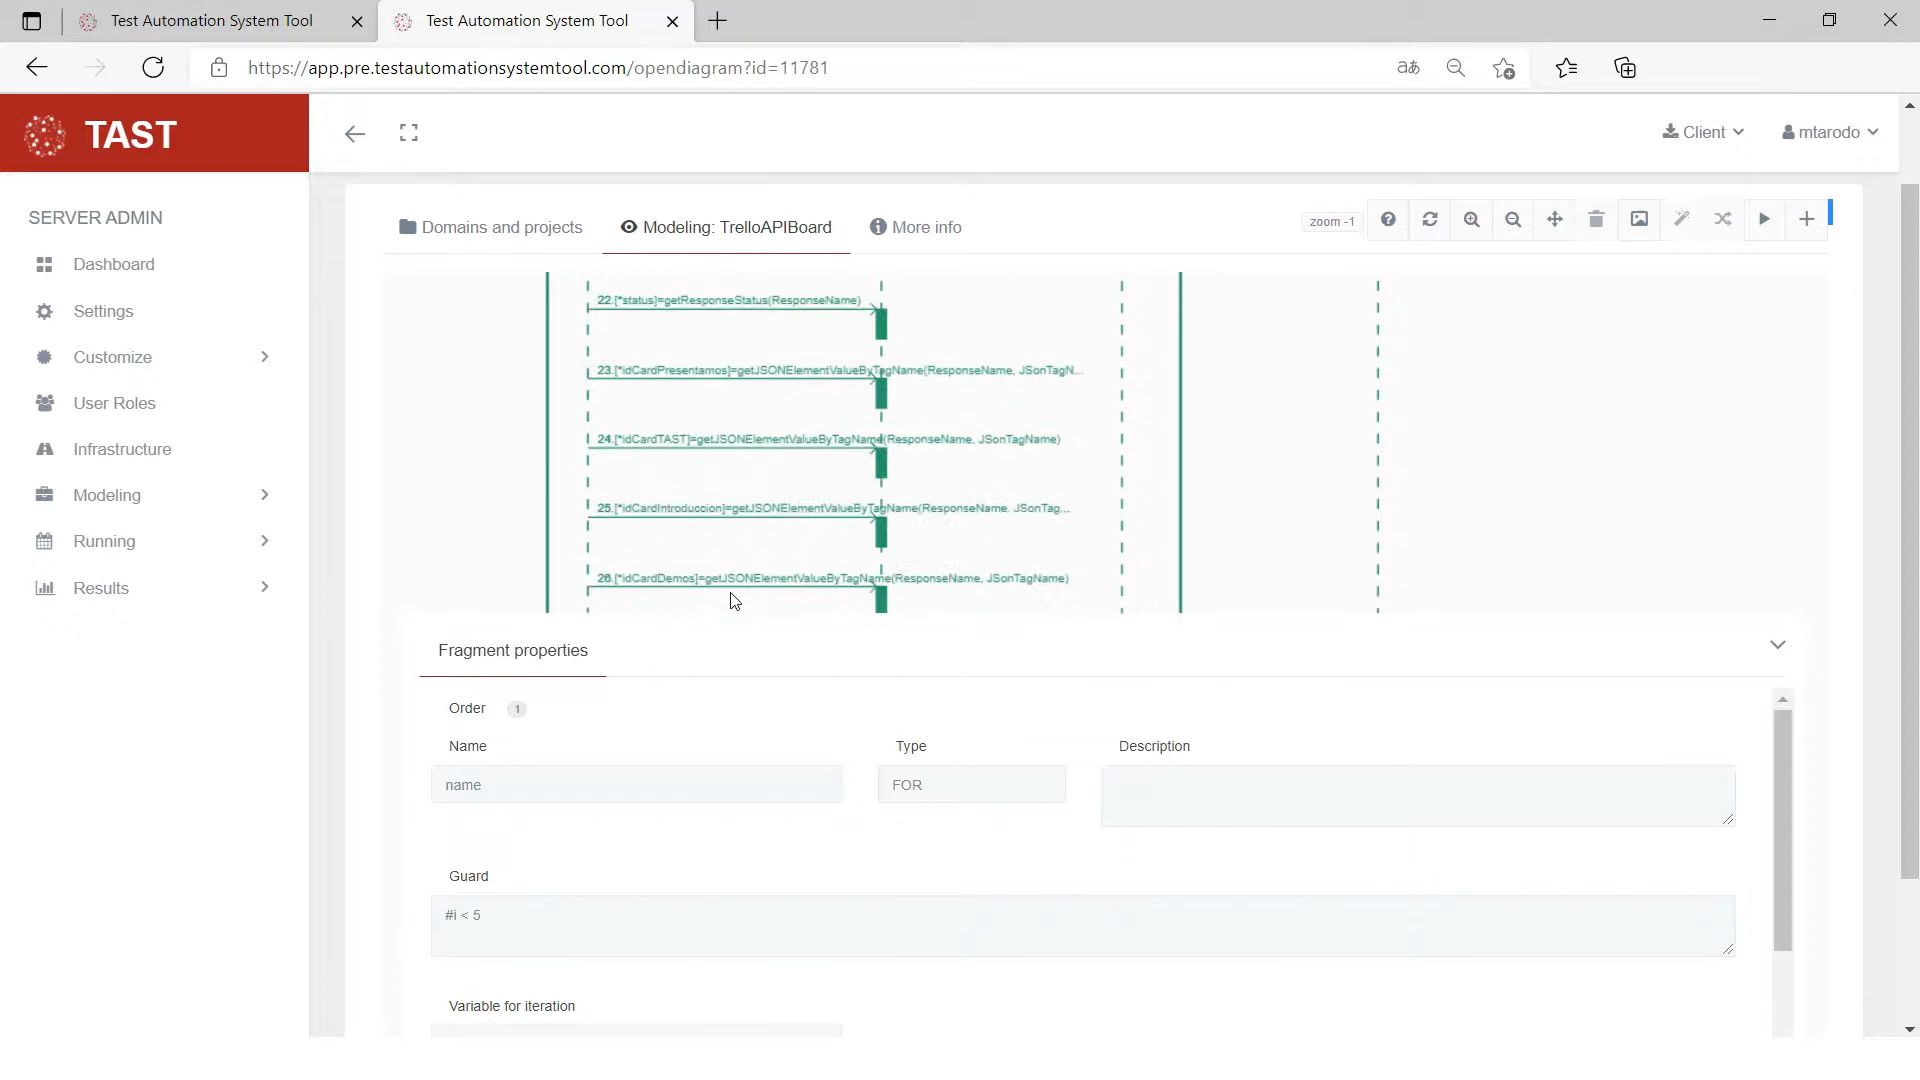 Test Automation System Tool
Test Automation System Tool
https://app.pre.testautomationsystemtool.com/opendiagram?id=11781
aあ
TAST
Client
mtarodo
SERVER ADMIN
Dashboard
Settings
Customize
User Roles
Infrastructure
Modeling
Running
Results
Domains and projects
Modeling: TrelloAPIBoard
More info
zoom -1
22.[*status]=getResponseStatus(ResponseName)
23.[*idCardPresentamos]=getJSONElementValueByTagName(ResponseName, JSonTagN...
24.[*idCardTAST]=getJSONElementValueByTagName(ResponseName, JSonTagName)
25.[*idCardIntroduccion]=getJSONElementValueByTagName(ResponseName, JSonTag...
26.[*idCardDemos]=getJSONElementValueByTagName(ResponseName, JSonTagName)
Fragment properties
Order 1
Name
Type
Description
name
FOR
Guard
#i < 5
Variable for iteration